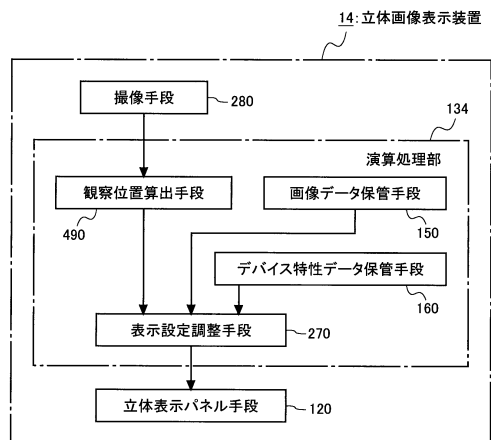 14:立体画像表示装置
撮像手段
280
134
演算処理部
観察位置算出手段
画像データ保管手段
490
150
デバイス特性データ保管手段
160
表示設定調整手段
270
立体表示パネル手段
120